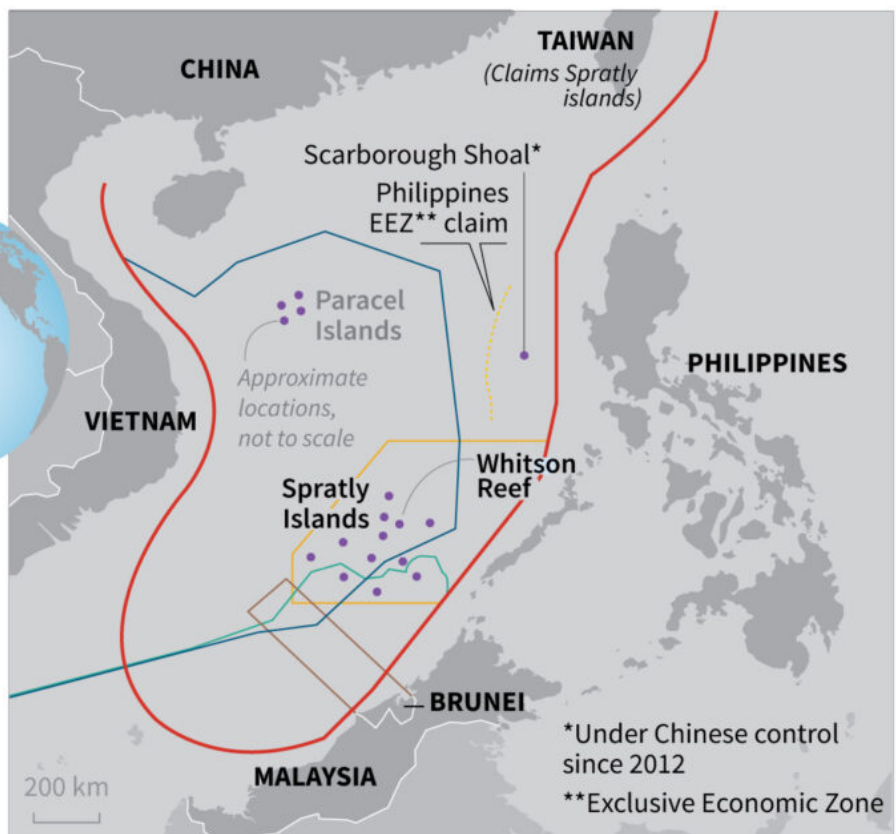 TAIWAN
(Claims Spratly
islands)
CHINA
Scarborough Shoal*
Philippines
EEZ** claim
Paracel
Islands
Approximate
locations,
not to scale
PHILIPPINES
VIETNAM
Whitson
Reef
Spratly
Islands
BRUNEI
*Under Chinese control
since 2012
MALAYSIA
200 km
**Exclusive Economic Zone